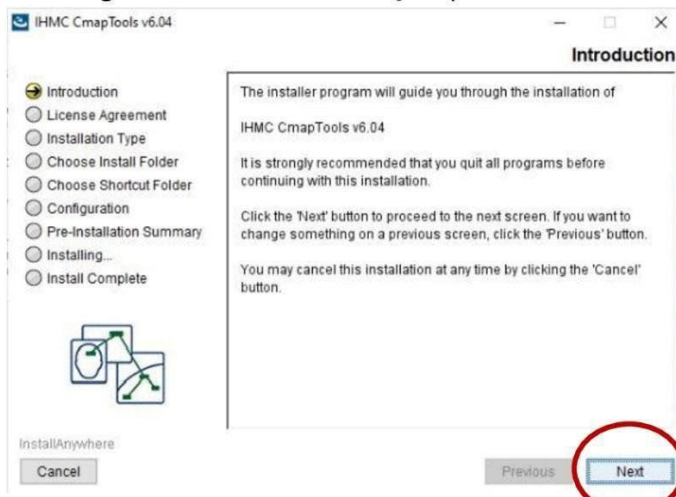 IHMC CmapTools v6.04
Introduction
Introduction
License Agreement
Installation Type
Choose Install Folder
Choose Shortcut Folder
Configuration
Pre-Installation Summary
Installing...
Install Complete
The installer program will guide you through the installation of
IHMC CmapTools v6.04
It is strongly recommended that you quit all programs before
continuing with this installation.
Click the 'Next' button to proceed to the next screen. If you want to
change something on a previous screen, click the 'Previous' button.
You may cancel this installation at any time by clicking the 'Cancel'
button.
InstallAnywhere
Cancel
Previous
Next